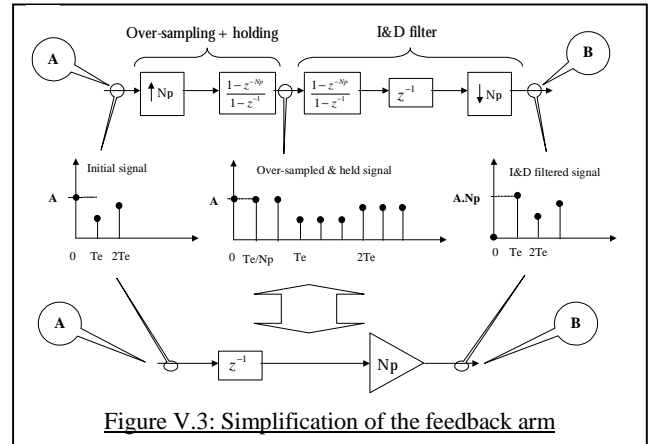 Over-sampling + holding
I&D filter
A
B
↑ Np
1 − z^−Np / 1 − z^−1
1 − z^−Np / 1 − z^−1
z^−1
↓ Np
Initial signal
Over-sampled & held signal
I&D filtered signal
A
A
A.Np
0 Te 2Te
0 Te/Np Te 2Te
0 Te 2Te
A
B
z^−1
Np
Figure V.3: Simplification of the feedback arm